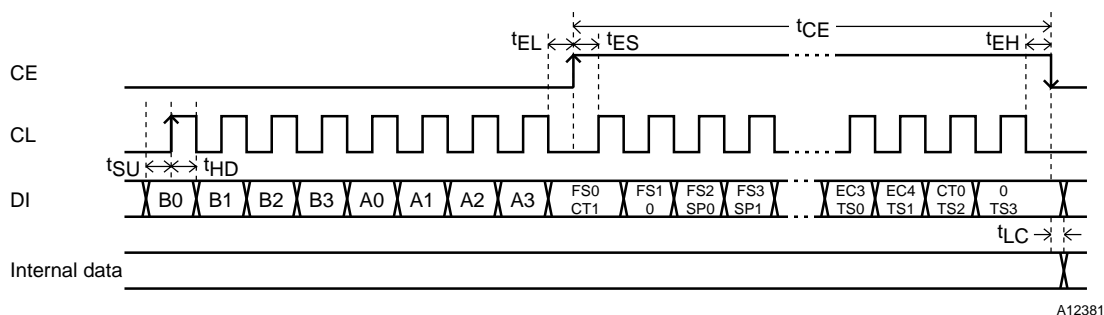 tCE
tEL tES tEH
CE
CL
tSU tHD
DI B0 B1 B2 B3 A0 A1 A2 A3 FS0 FS1 FS2 FS3 EC3 EC4 CT0 0
CT1 0 SP0 SP1 TS0 TS1 TS2 TS3
tLC
Internal data
A12381